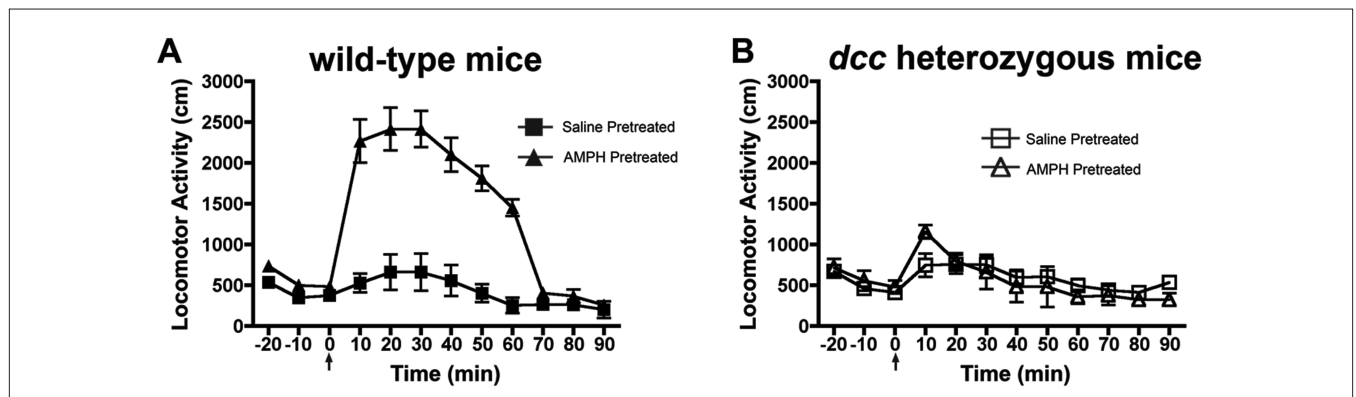 A
wild-type mice
3000
2500
2000
1500
1000
500
0
Locomotor Activity (cm)
Saline Pretreated
AMPH Pretreated
-20 -10 0 10 20 30 40 50 60 70 80 90
Time (min)
B
dcc heterozygous mice
3000
2500
2000
1500
1000
500
0
Locomotor Activity (cm)
Saline Pretreated
AMPH Pretreated
-20 -10 0 10 20 30 40 50 60 70 80 90
Time (min)